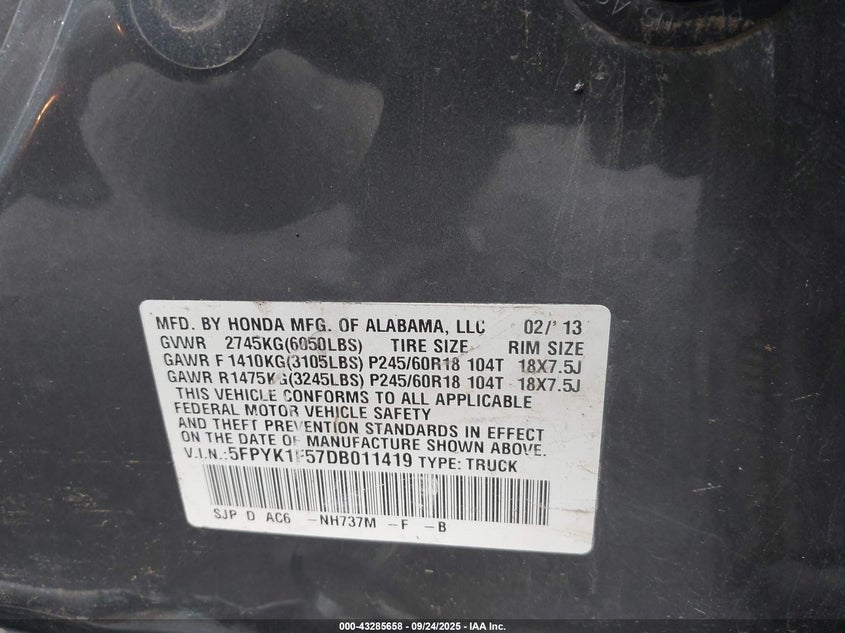 MFD. BY HONDA MFG. OF ALABAMA, LLC 02/'13
GVWR 2745KG(6050LBS) TIRE SIZE RIM SIZE
GAWR F 1410KG(3105LBS) P245/60R18 104T 18X7.5J
GAWR R1475KG(3245LBS) P245/60R18 104T 18X7.5J
THIS VEHICLE CONFORMS TO ALL APPLICABLE
FEDERAL MOTOR VEHICLE SAFETY
AND THEFT PREVENTION STANDARDS IN EFFECT
ON THE DATE OF MANUFACTURE SHOWN ABOVE.
V.I.N.:5FPYK1F57DB011419 TYPE: TRUCK
SJP D AC6 -NH737M -F -B
000-43285658 - 09/24/2025 - IAA Inc.